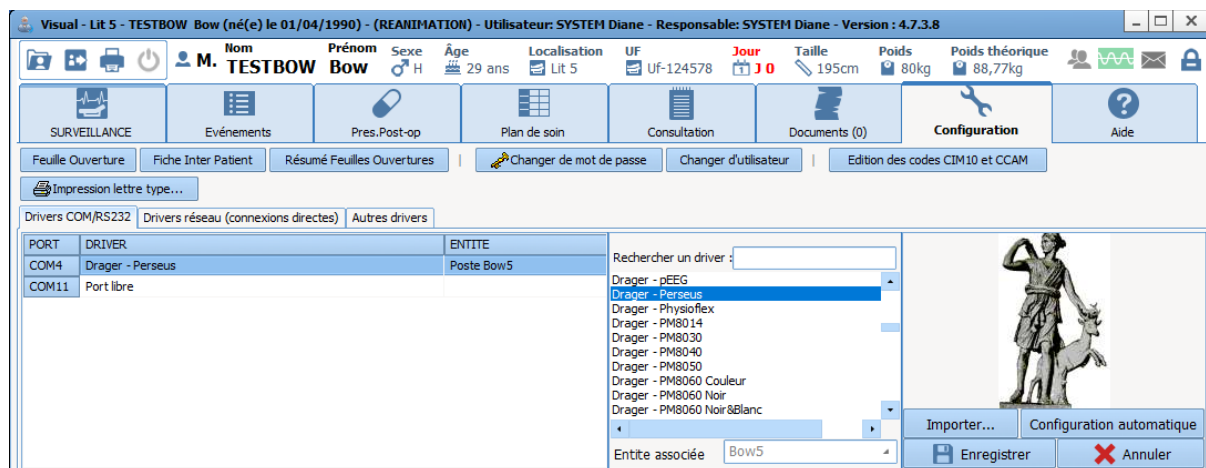 Visual - Lit 5 - TESTBOW Bow (né(e) le 01/04/1990) - (REANIMATION) - Utilisateur: SYSTEM Diane - Responsable: SYSTEM Diane - Version : 4.7.3.8
M. Nom TESTBOW Prénom Bow Sexe H Âge 29 ans Localisation Lit 5 UF Uf-124578 Jour J 0 Taille 195cm Poids 80kg Poids théorique 88,77kg
SURVEILLANCE Evénements Pres.Post-op Plan de soin Consultation Documents (0) Configuration Aide
Feuille Ouverture Fiche Inter Patient Résumé Feuilles Ouvertures | Changer de mot de passe Changer d'utilisateur | Edition des codes CIM10 et CCAM
Impression lettre type...
Drivers COM/RS232 Drivers réseau (connexions directes) Autres drivers
PORT DRIVER ENTITE
COM4 Drager - Perseus Poste Bow5
COM11 Port libre
Rechercher un driver :
Drager - pEEG
Drager - Perseus
Drager - Physioflex
Drager - PM8014
Drager - PM8030
Drager - PM8040
Drager - PM8050
Drager - PM8060 Couleur
Drager - PM8060 Noir
Drager - PM8060 Noir&Blanc
Entite associée Bow5
Importer... Configuration automatique
Enregistrer Annuler